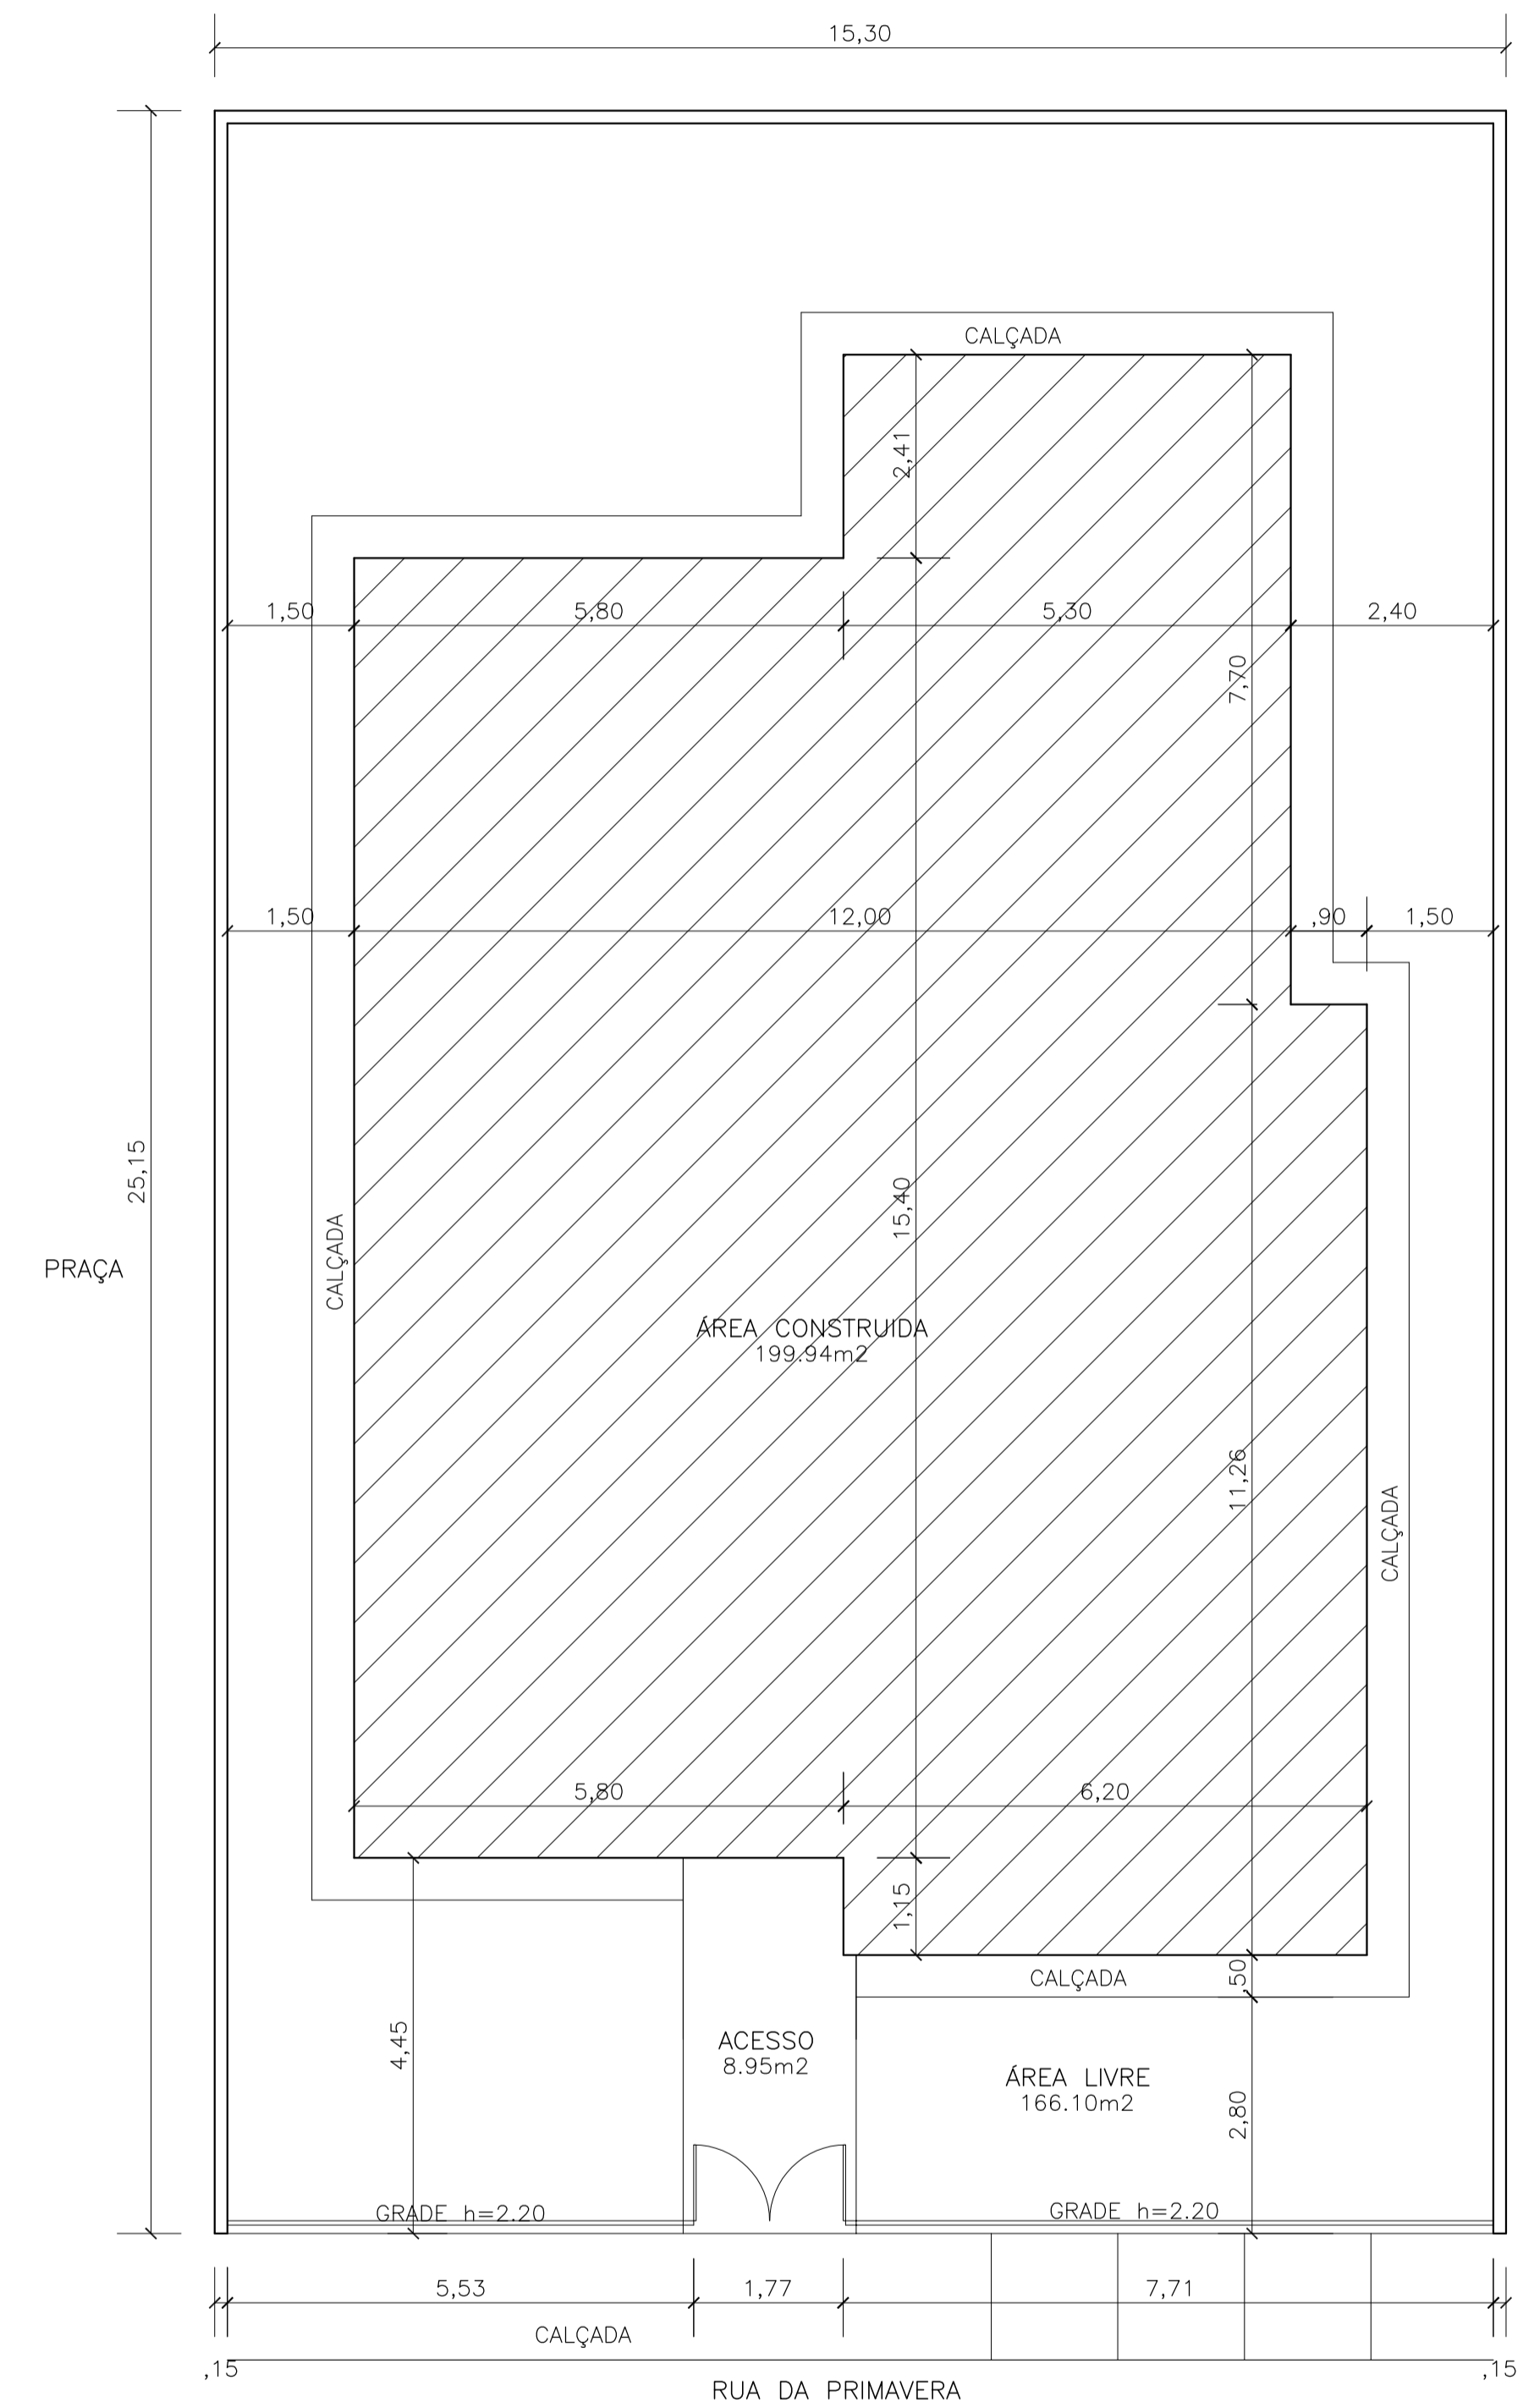 15,30
CALÇADA
2,41
1,50
5,80
5,30
2,40
7,70
1,50
12,00
,90
1,50
25,15
15,40
CALÇADA
PRAÇA
ÁREA CONSTRUIDA
199.94m2
11,26
CALÇADA
5,80
6,20
1,15
CALÇADA
,50
4,45
ACESSO
8.95m2
ÁREA LIVRE
166.10m2
2,80
GRADE h=2.20
GRADE h=2.20
5,53
1,77
7,71
CALÇADA
,15
,15
RUA DA PRIMAVERA